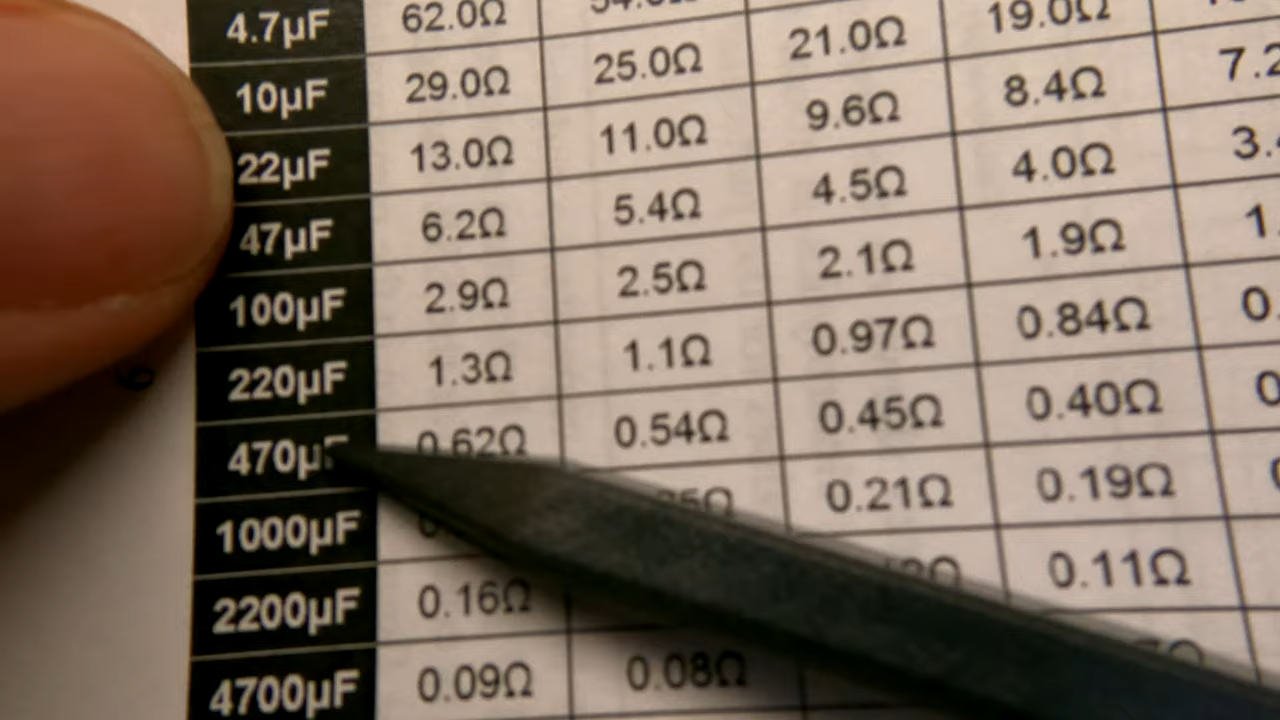 4.7µF 62.0Ω 19.0Ω
10µF 29.0Ω 25.0Ω 21.0Ω 8.4Ω
22µF 13.0Ω 11.0Ω 9.6Ω 4.0Ω
47µF 6.2Ω 5.4Ω 4.5Ω 1.9Ω
100µF 2.9Ω 2.5Ω 2.1Ω 0.84Ω
220µF 1.3Ω 1.1Ω 0.97Ω 0.40Ω
470µF 0.62Ω 0.54Ω 0.45Ω 0.19Ω
1000µF 0.21Ω 0.11Ω
2200µF 0.16Ω
4700µF 0.09Ω 0.08Ω